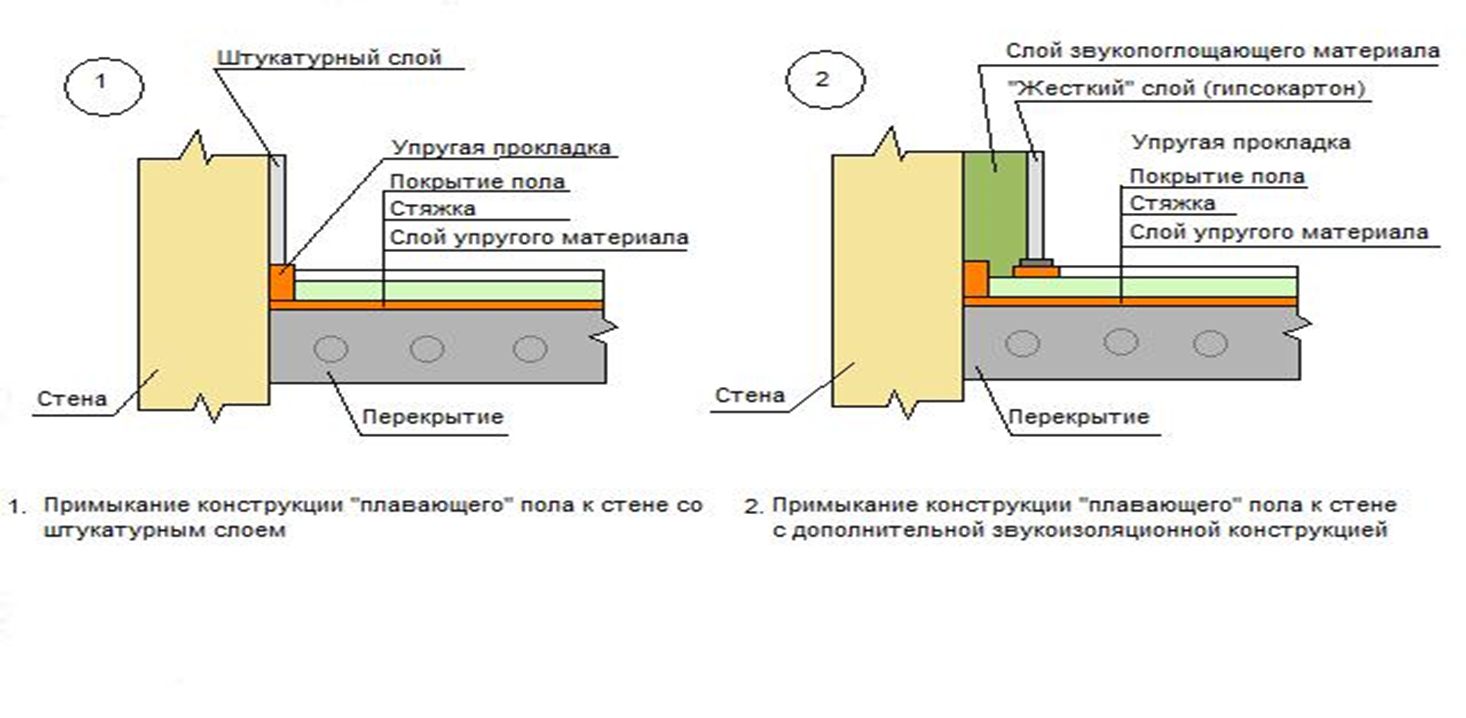 1
Штукатурный слой
Упругая прокладка
Покрытие пола
Стяжка
Слой упругого материала
Стена
Перекрытие
1. Примыкание конструкции "плавающего" пола к стене со
штукатурным слоем
2
Слой звукопоглощающего материала
"Жесткий" слой (гипсокартон)
Упругая прокладка
Покрытие пола
Стяжка
Слой упругого материала
Стена
Перекрытие
2. Примыкание конструкции "плавающего" пола к стене
с дополнительной звукоизоляционной конструкцией